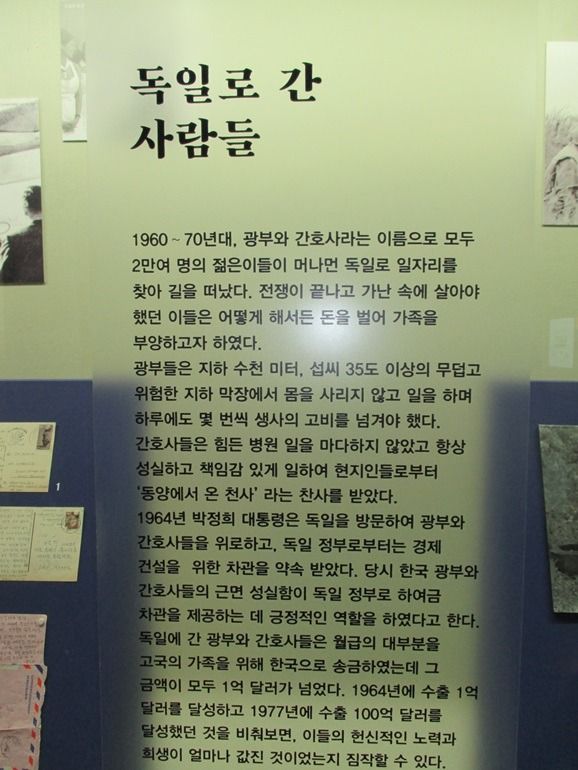 독일로 간
사람들
1960~70년대, 광부와 간호사라는 이름으로 모두
2만여 명의 젊은이들이 머나먼 독일로 일자리를
찾아 길을 떠났다. 전쟁이 끝나고 가난 속에 살아야
했던 이들은 어떻게 해서든 돈을 벌어 가족을
부양하고자 하였다.
광부들은 지하 수천 미터, 섭씨 35도 이상의 무덥고
위험한 지하 막장에서 몸을 사리지 않고 일을 하며
하루에도 몇 번씩 생사의 고비를 넘겨야 했다.
간호사들은 힘든 병원 일을 마다하지 않았고 항상
성실하고 책임감 있게 일하여 현지인들로부터
‘동양에서 온 천사’ 라는 찬사를 받았다.
1964년 박정희 대통령은 독일을 방문하여 광부와
간호사들을 위로하고, 독일 정부로부터는 경제
건설을 위한 차관을 약속 받았다. 당시 한국 광부와
간호사들의 근면 성실함이 독일 정부로 하여금
차관을 제공하는 데 긍정적인 역할을 하였다고 한다.
독일에 간 광부와 간호사들은 월급의 대부분을
고국의 가족을 위해 한국으로 송금하였는데 그
금액이 모두 1억 달러가 넘었다. 1964년에 수출 1억
달러를 달성하고 1977년에 수출 100억 달러를
달성했던 것을 비춰보면, 이들의 헌신적인 노력과
희생이 얼마나 값진 것이었는지 짐작할 수 있다.
1